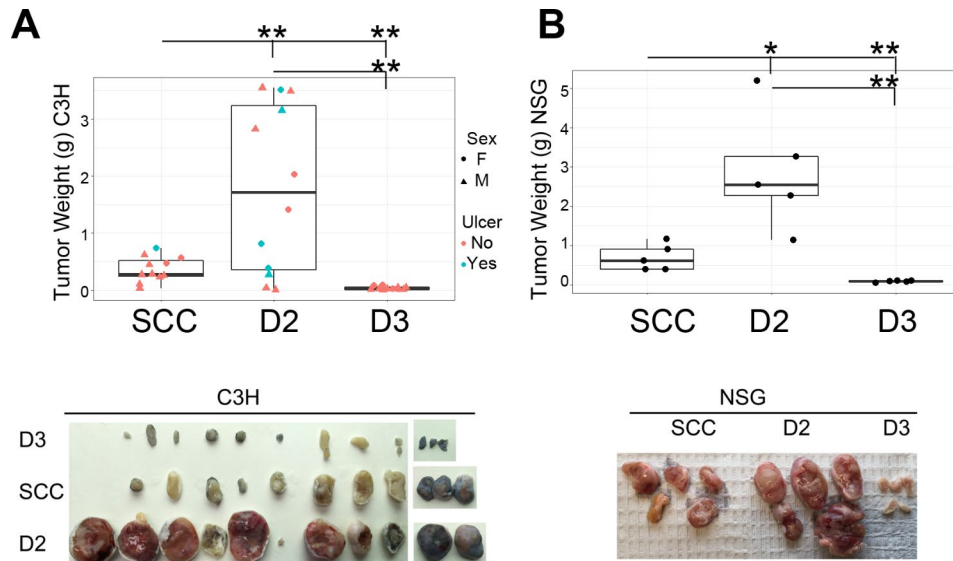 A
** **
**
Tumor Weight (g) C3H
3
2
1
0
SCC D2 D3
Sex
F
M
Ulcer
No
Yes
B
* **
**
Tumor Weight (g) NSG
5
4
3
2
1
0
SCC D2 D3
C3H
D3
SCC
D2
NSG
SCC D2 D3